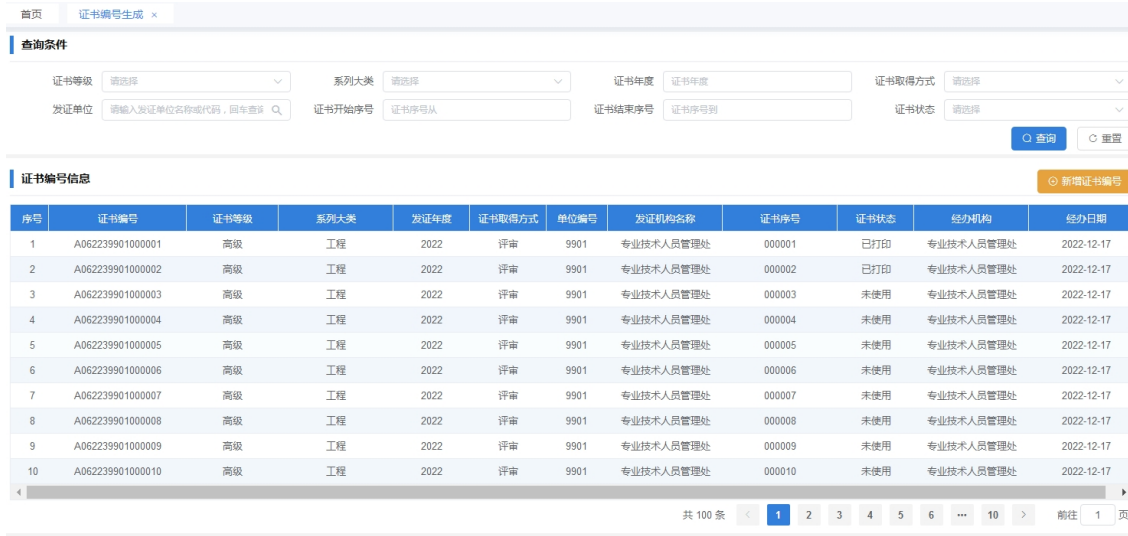 首页 证书编号生成 ×
查询条件
证书等级 请选择 系列大类 请选择 证书年度 证书年度 证书取得方式 请选择
发证单位 请输入发证单位名称或代码，回车查询 证书开始序号 证书序号从 证书结束序号 证书序号到 证书状态 请选择
查询 重置
证书编号信息 新增证书编号
序号 证书编号 证书等级 系列大类 发证年度 证书取得方式 单位编号 发证机构名称 证书序号 证书状态 经办机构 经办日期
1 A062239901000001 高级 工程 2022 评审 9901 专业技术人员管理处 000001 已打印 专业技术人员管理处 2022-12-17
2 A062239901000002 高级 工程 2022 评审 9901 专业技术人员管理处 000002 已打印 专业技术人员管理处 2022-12-17
3 A062239901000003 高级 工程 2022 评审 9901 专业技术人员管理处 000003 未使用 专业技术人员管理处 2022-12-17
4 A062239901000004 高级 工程 2022 评审 9901 专业技术人员管理处 000004 未使用 专业技术人员管理处 2022-12-17
5 A062239901000005 高级 工程 2022 评审 9901 专业技术人员管理处 000005 未使用 专业技术人员管理处 2022-12-17
6 A062239901000006 高级 工程 2022 评审 9901 专业技术人员管理处 000006 未使用 专业技术人员管理处 2022-12-17
7 A062239901000007 高级 工程 2022 评审 9901 专业技术人员管理处 000007 未使用 专业技术人员管理处 2022-12-17
8 A062239901000008 高级 工程 2022 评审 9901 专业技术人员管理处 000008 未使用 专业技术人员管理处 2022-12-17
9 A062239901000009 高级 工程 2022 评审 9901 专业技术人员管理处 000009 未使用 专业技术人员管理处 2022-12-17
10 A062239901000010 高级 工程 2022 评审 9901 专业技术人员管理处 000010 未使用 专业技术人员管理处 2022-12-17
共 100 条 < 1 2 3 4 5 6 ··· 10 > 前往 1 页